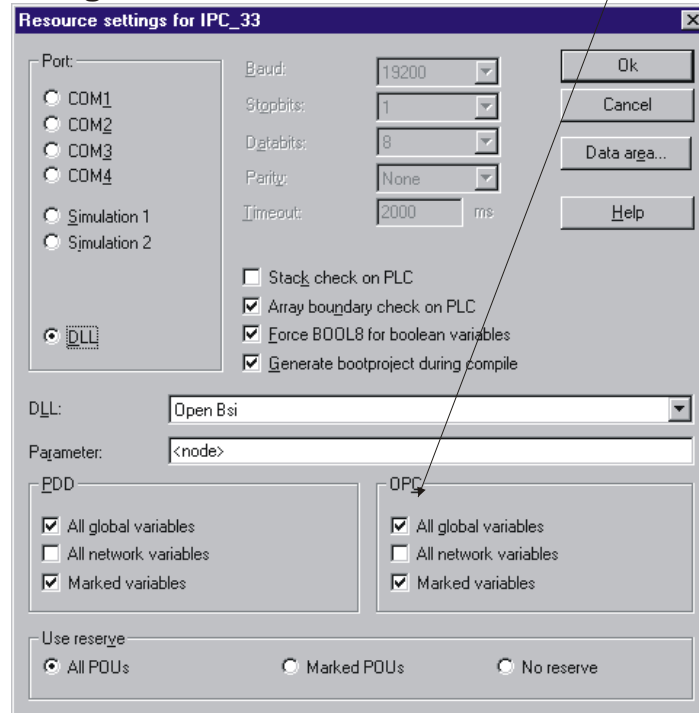 Resource settings for IPC_33
Port:
COM1
COM2
COM3
COM4
Simulation 1
Simulation 2
DLL
Baud: 19200
Stopbits: 1
Databits: 8
Parity: None
Timeout: 2000 ms
Ok
Cancel
Data area...
Help
Stack check on PLC
Array boundary check on PLC
Force BOOL8 for boolean variables
Generate bootproject during compile
DLL: Open Bsi
Parameter: <node>
PDD
All global variables
All network variables
Marked variables
OPC
All global variables
All network variables
Marked variables
Use reserve
All POUs Marked POUs No reserve